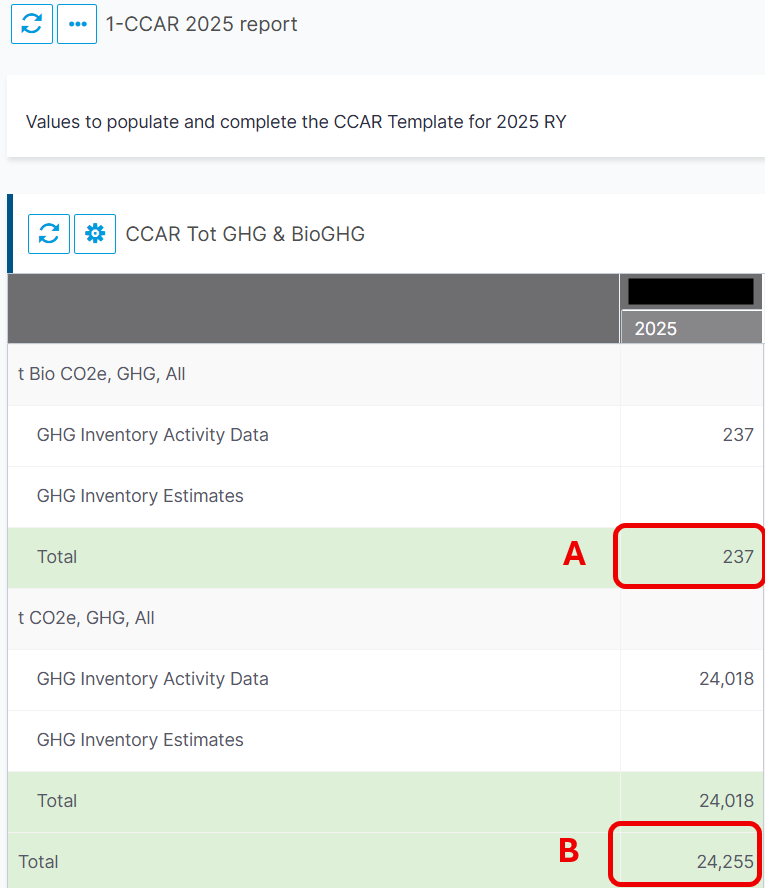 1-CCAR 2025 report
Values to populate and complete the CCAR Template for 2025 RY
CCAR Tot GHG & BioGHG
2025
t Bio CO2e, GHG, All
GHG Inventory Activity Data 237
GHG Inventory Estimates
Total A 237
t CO2e, GHG, All
GHG Inventory Activity Data 24,018
GHG Inventory Estimates
Total 24,018
Total B 24,255